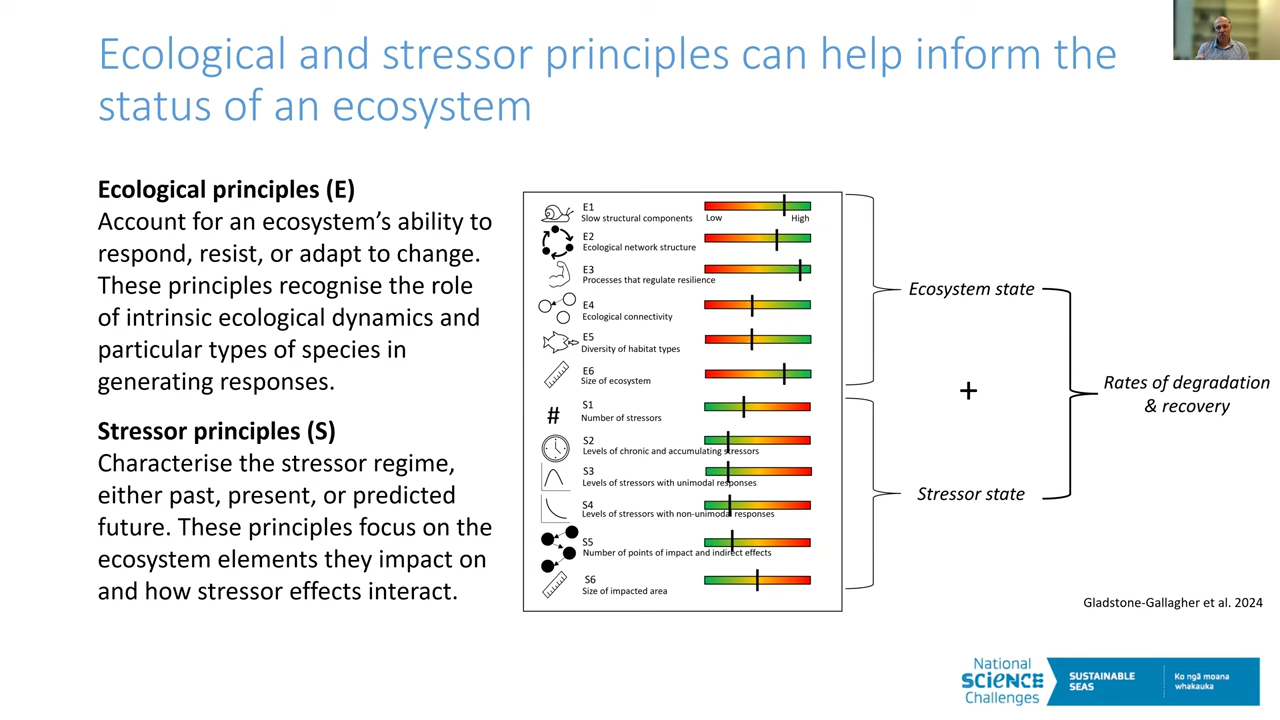 Ecological and stressor principles can help inform the
status of an ecosystem
Ecological principles (E)
Account for an ecosystem’s ability to
respond, resist, or adapt to change.
These principles recognise the role
of intrinsic ecological dynamics and
particular types of species in
generating responses.
Stressor principles (S)
Characterise the stressor regime,
either past, present, or predicted
future. These principles focus on the
ecosystem elements they impact on
and how stressor effects interact.
E1
Slow structural components
Low
High
E2
Ecological network structure
E3
Processes that regulate resilience
E4
Ecological connectivity
E5
Diversity of habitat types
E6
Size of ecosystem
#
S1
Number of stressors
S2
Levels of chronic and accumulating stressors
S3
Levels of stressors with unimodal responses
S4
Levels of stressors with non-unimodal responses
S5
Number of points of impact and indirect effects
S6
Size of impacted area
Ecosystem state
+
Stressor state
Rates of degradation
& recovery
Gladstone-Gallagher et al. 2024
National
SCiENCE
Challenges
SUSTAINABLE
SEAS
Ko ngā moana
whakauka